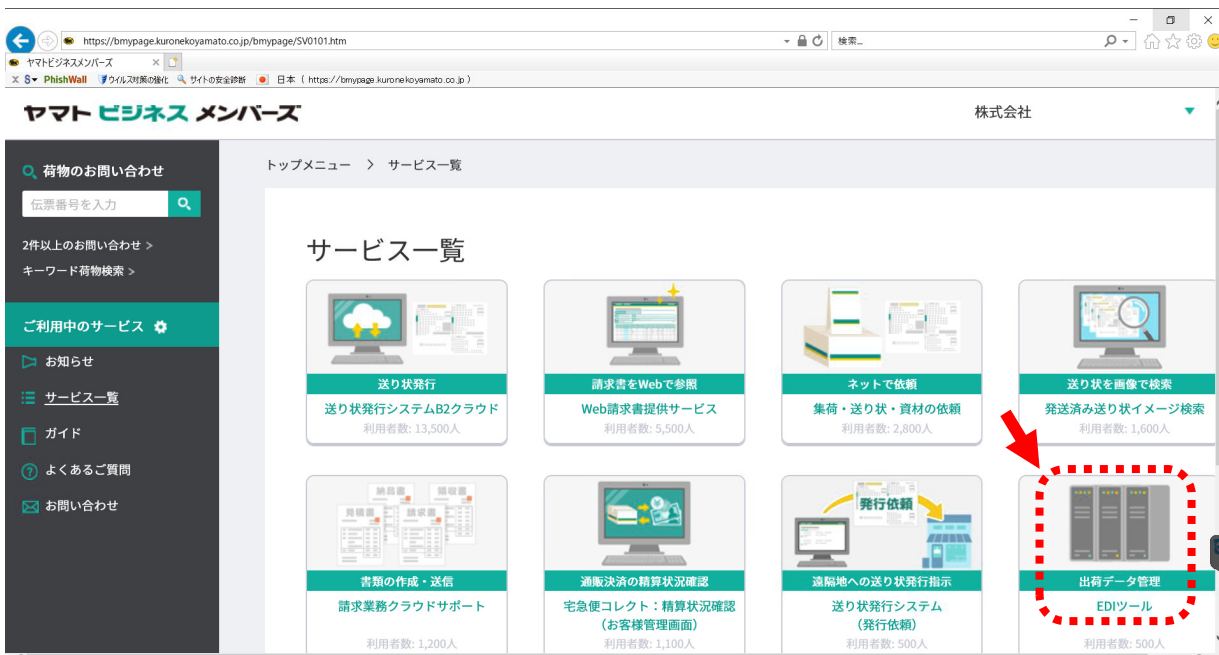 https://bmypage.kuronekoyamato.co.jp/bmypage/SV0101.htm
検索...
ヤマトビジネスメンバーズ
PhishWall ウイルス対策の強化 サイトの安全診断 日本 ( https://bmypage.kuronekoyamato.co.jp )
ヤマト ビジネス メンバーズ
株式会社
荷物のお問い合わせ
伝票番号を入力
2件以上のお問い合わせ >
キーワード荷物検索 >
ご利用中のサービス
お知らせ
サービス一覧
ガイド
よくあるご質問
お問い合わせ
トップメニュー > サービス一覧
サービス一覧
送り状発行
送り状発行システムB2クラウド
利用者数: 13,500人
請求書をWebで参照
Web請求書提供サービス
利用者数: 5,500人
ネットで依頼
集荷・送り状・資材の依頼
利用者数: 2,800人
送り状を画像で検索
発送済み送り状イメージ検索
利用者数: 1,600人
納品書 領収書
見積書 請求書
書類の作成・送信
請求業務クラウドサポート
利用者数: 1,200人
通販決済の精算状況確認
宅急便コレクト：精算状況確認
（お客様管理画面）
利用者数: 1,100人
発行依頼
遠隔地への送り状発行指示
送り状発行システム
（発行依頼）
利用者数: 500人
出荷データ管理
EDIツール
利用者数: 500人